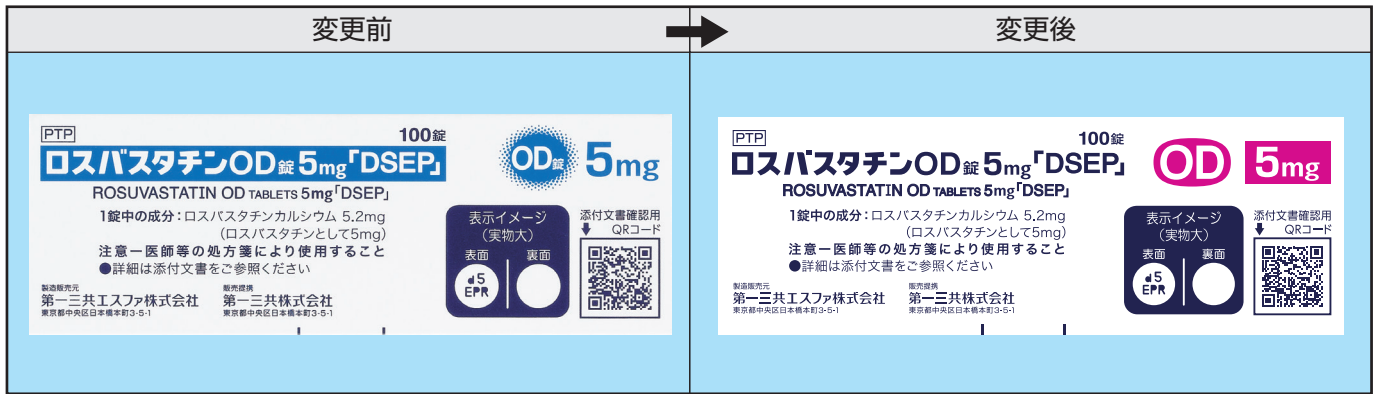 変更前
変更後
PTP
100錠
ロスバスタチンOD錠5mg「DSEP」
OD錠 5mg
ROSUVASTATIN OD TABLETS 5mg「DSEP」
1錠中の成分：ロスバスタチンカルシウム 5.2mg
(ロスバスタチンとして5mg)
注意－医師等の処方箋により使用すること
●詳細は添付文書をご参照ください
製造販売元
第一三共エスファ株式会社
東京都中央区日本橋本町3-5-1
販売提携
第一三共株式会社
東京都中央区日本橋本町3-5-1
表示イメージ
(実物大)
表面
裏面
d5
EPR
添付文書確認用
QRコード
PTP
100錠
ロスバスタチンOD錠5mg「DSEP」
OD 5mg
ROSUVASTATIN OD TABLETS 5mg「DSEP」
1錠中の成分：ロスバスタチンカルシウム 5.2mg
(ロスバスタチンとして5mg)
注意－医師等の処方箋により使用すること
●詳細は添付文書をご参照ください
製造販売元
第一三共エスファ株式会社
東京都中央区日本橋本町3-5-1
販売提携
第一三共株式会社
東京都中央区日本橋本町3-5-1
表示イメージ
(実物大)
表面
裏面
d5
EPR
添付文書確認用
QRコード